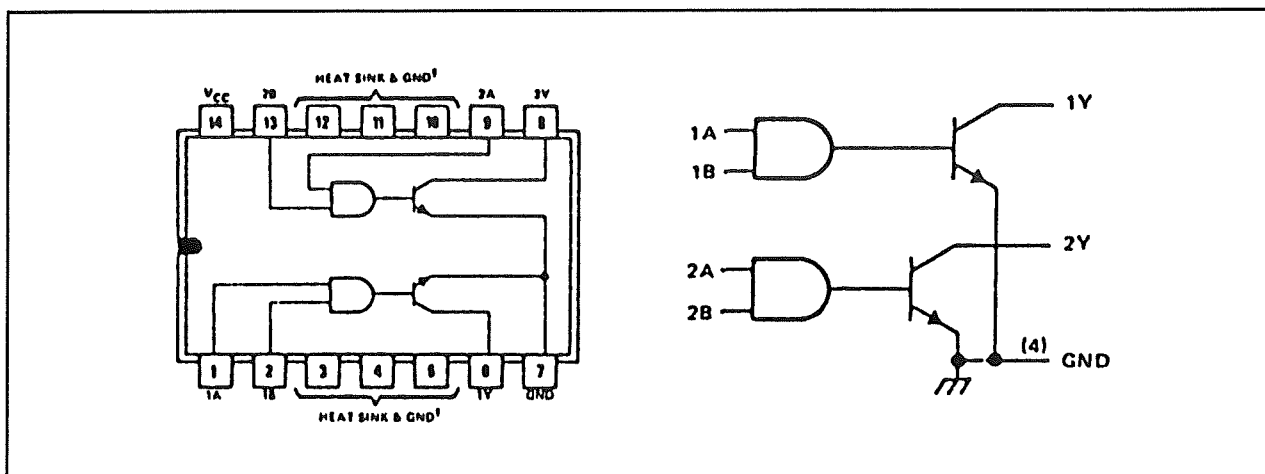 HEAT SINK & GND†
VCC 2B 2A 2Y
14 13 12 11 10 9 8
1 2 3 4 5 6 7
1A 1B 1Y GND
HEAT SINK & GND†
1A
1B
1Y
2A
2B
2Y
(4)
GND